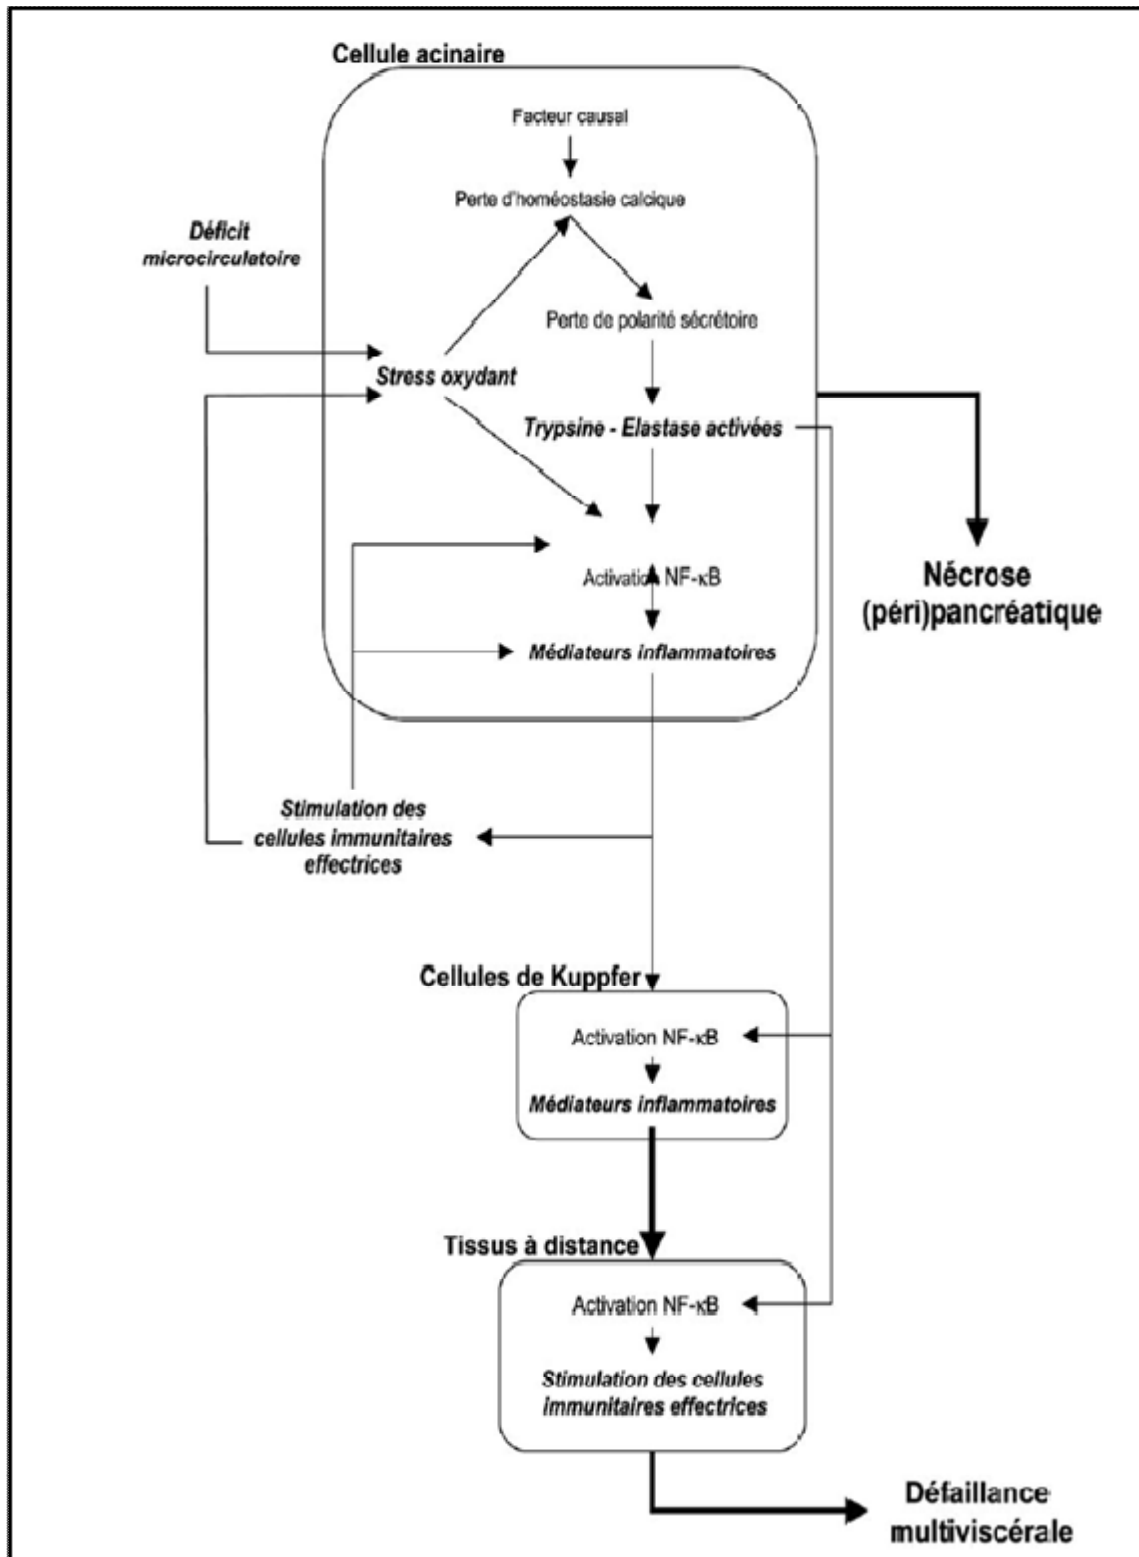 Cellule acinaire
Facteur causal
Perte d'homéostasie calcique
Déficit
microcirculatoire
Perte de polarité sécrétoire
Stress oxydant
Trypsine - Elastase activées
Activation NF-κB
Nécrose
(péri)pancréatique
Médiateurs inflammatoires
Stimulation des
cellules immunitaires
effectrices
Cellules de Kuppfer
Activation NF-κB
Médiateurs inflammatoires
Tissus à distance
Activation NF-κB
Stimulation des cellules
immunitaires effectrices
Défaillance
multiviscérale